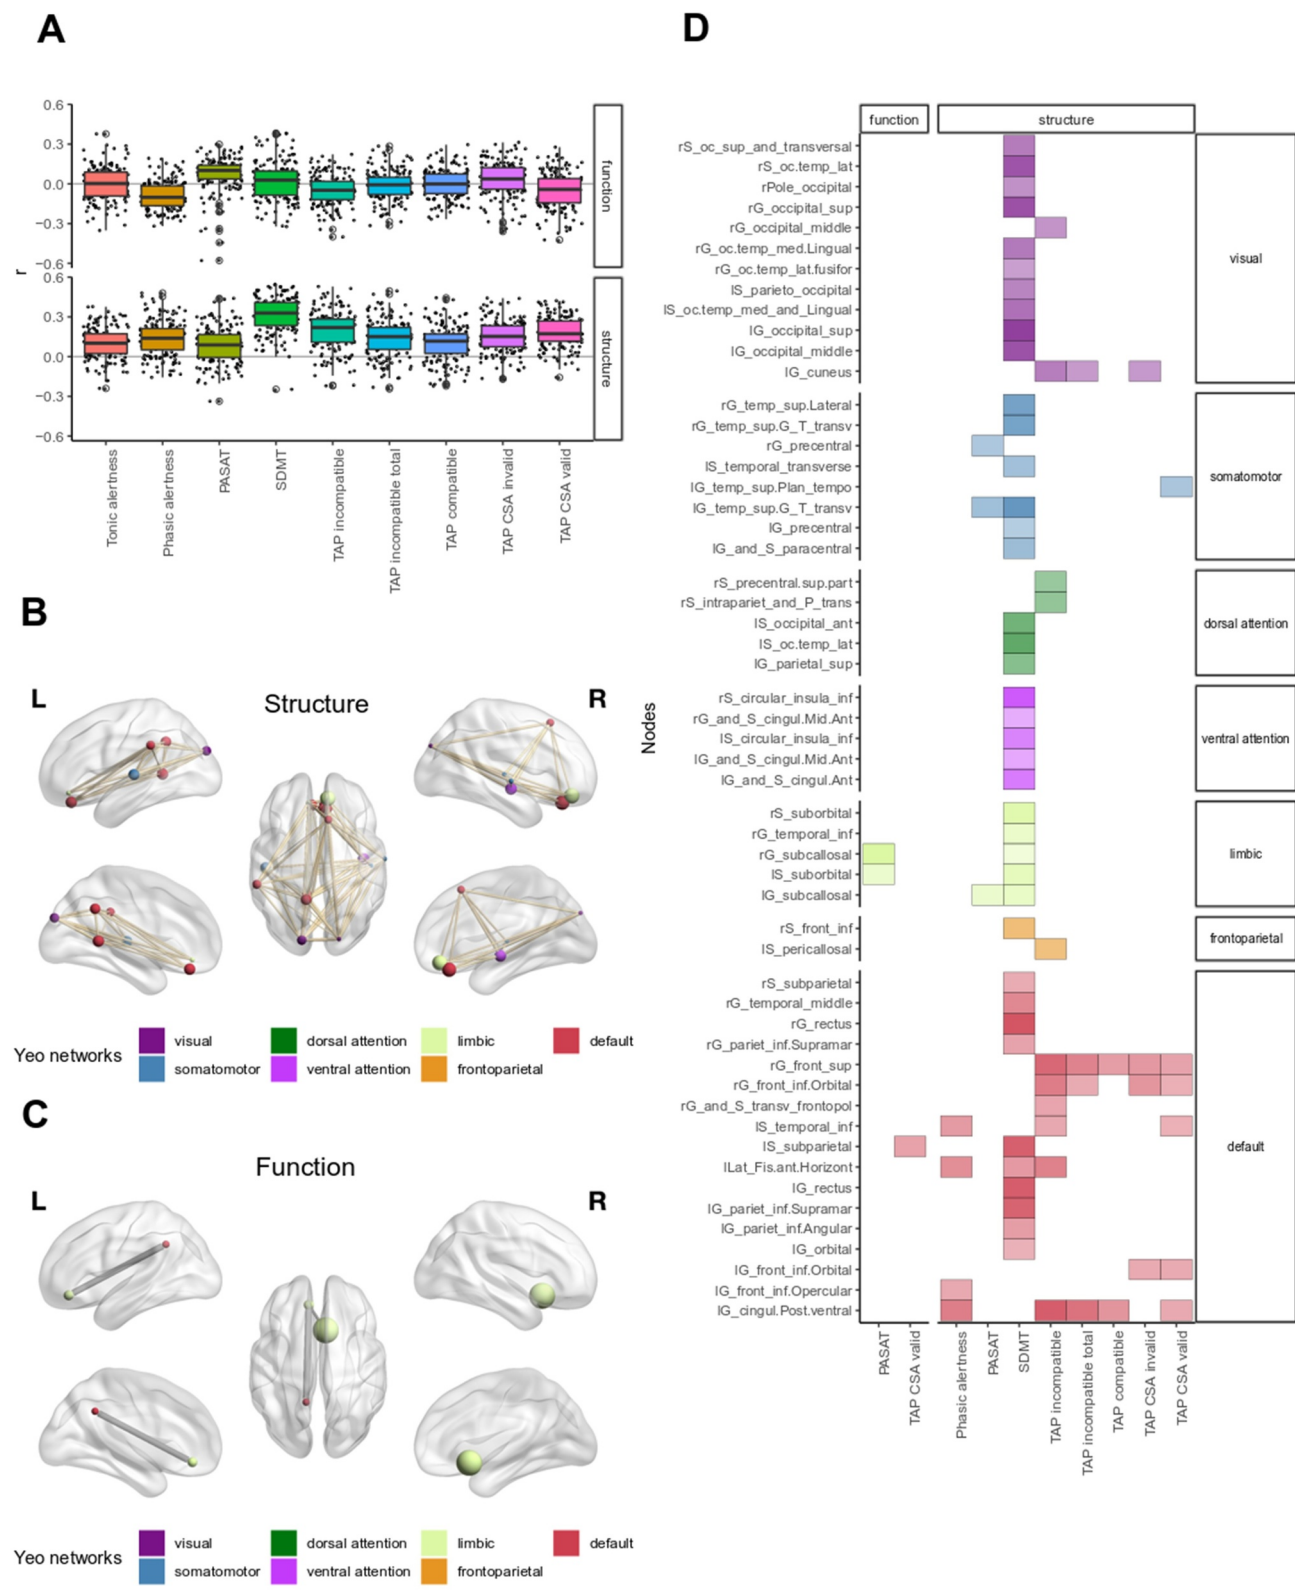 A
r
0.6
0.3
0.0
−0.3
−0.6
function
0.6
0.3
0.0
−0.3
−0.6
structure
Tonic alertness
Phasic alertness
PASAT
SDMT
TAP incompatible
TAP incompatible total
TAP compatible
TAP CSA invalid
TAP CSA valid
B
L
Structure
R
Yeo networks
visual
dorsal attention
limbic
default
somatomotor
ventral attention
frontoparietal
C
Function
L
R
Yeo networks
visual
dorsal attention
limbic
default
somatomotor
ventral attention
frontoparietal
D
function
structure
Nodes
rS_oc_sup_and_transversal
rS_oc.temp_lat
rPole_occipital
rG_occipital_sup
rG_occipital_middle
rG_oc.temp_med.Lingual
rG_oc.temp_lat.fusifor
lS_parieto_occipital
lS_oc.temp_med_and_Lingual
lG_occipital_sup
lG_occipital_middle
lG_cuneus
visual
rG_temp_sup.Lateral
rG_temp_sup.G_T_transv
rG_precentral
lS_temporal_transverse
lG_temp_sup.Plan_tempo
lG_temp_sup.G_T_transv
lG_precentral
lG_and_S_paracentral
somatomotor
rS_precentral.sup.part
rS_intrapariet_and_P_trans
lS_occipital_ant
lS_oc.temp_lat
lG_parietal_sup
dorsal attention
rS_circular_insula_inf
rG_and_S_cingul.Mid.Ant
lS_circular_insula_inf
lG_and_S_cingul.Mid.Ant
lG_and_S_cingul.Ant
ventral attention
rS_suborbital
rG_temporal_inf
rG_subcallosal
lS_suborbital
lG_subcallosal
limbic
rS_front_inf
lS_pericallosal
frontoparietal
rS_subparietal
rG_temporal_middle
rG_rectus
rG_pariet_inf.Supramar
rG_front_sup
rG_front_inf.Orbital
rG_and_S_transv_frontopol
lS_temporal_inf
lS_subparietal
lLat_Fis.ant.Horizont
lG_rectus
lG_pariet_inf.Supramar
lG_pariet_inf.Angular
lG_orbital
lG_front_inf.Orbital
lG_front_inf.Opercular
lG_cingul.Post.ventral
default
PASAT
TAP CSA valid
Phasic alertness
PASAT
SDMT
TAP incompatible
TAP incompatible total
TAP compatible
TAP CSA invalid
TAP CSA valid